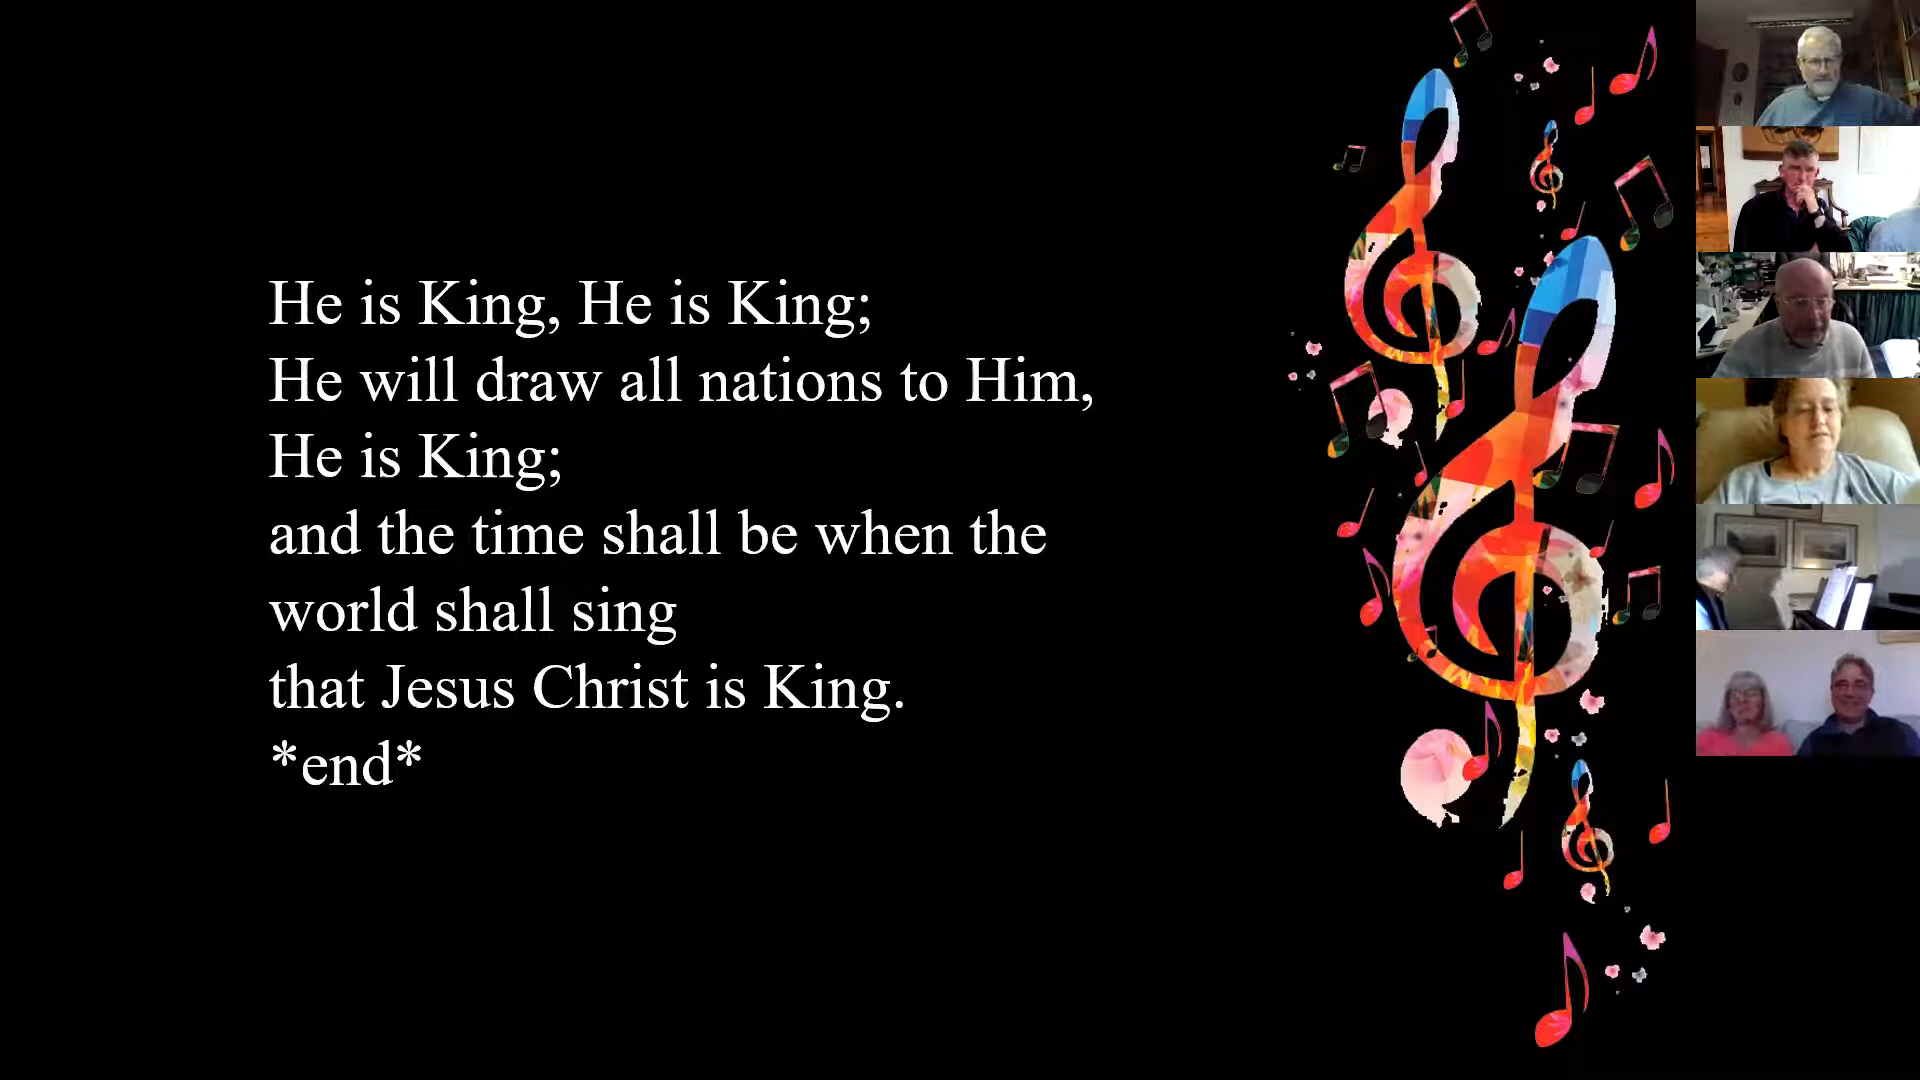 He is King, He is King;
He will draw all nations to Him,
He is King;
and the time shall be when the
world shall sing
that Jesus Christ is King.
*end*